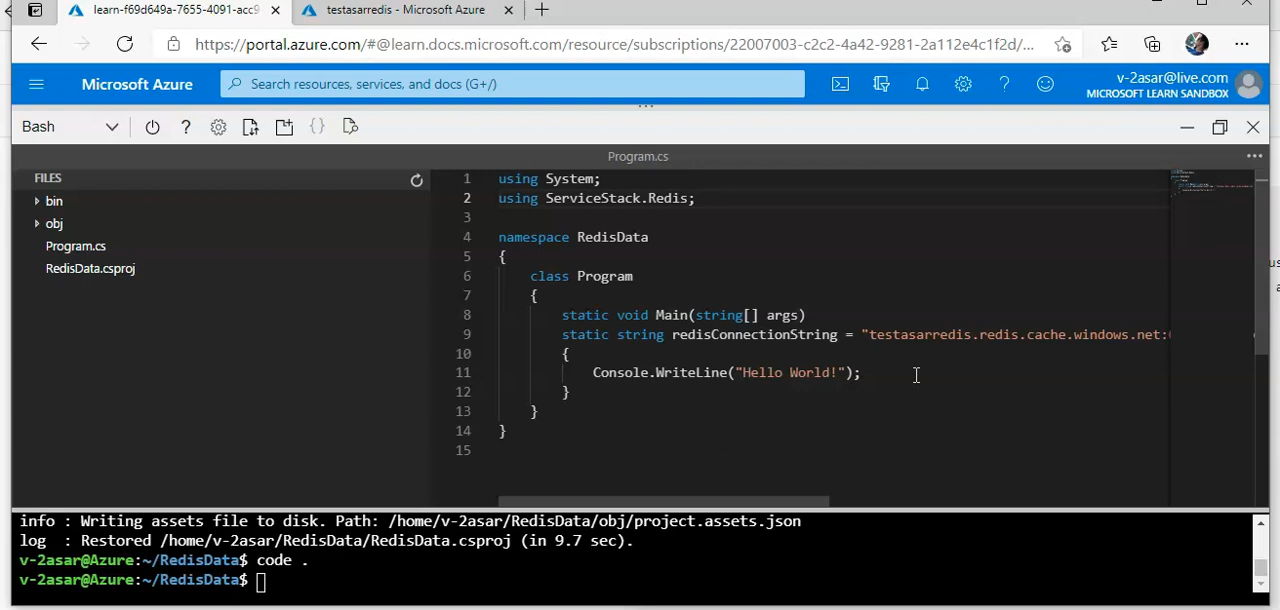 learn-f69d649a-7655-4091-acc9
testasarredis - Microsoft Azure
https://portal.azure.com/#@learn.docs.microsoft.com/resource/subscriptions/22007003-c2c2-4a42-9281-2a112e4c1f2d/...
Microsoft Azure
Search resources, services, and docs (G+/)
v-2asar@live.com
MICROSOFT LEARN SANDBOX
Bash
Program.cs
FILES
bin
obj
Program.cs
RedisData.csproj
1 using System;
2 using ServiceStack.Redis;
3
4 namespace RedisData
5 {
6 class Program
7 {
8 static void Main(string[] args)
9 static string redisConnectionString = "testasarredis.redis.cache.windows.net:
10 {
11 Console.WriteLine("Hello World!");
12 }
13 }
14 }
15
info : Writing assets file to disk. Path: /home/v-2asar/RedisData/obj/project.assets.json
log : Restored /home/v-2asar/RedisData/RedisData.csproj (in 9.7 sec).
v-2asar@Azure:~/RedisData$ code .
v-2asar@Azure:~/RedisData$